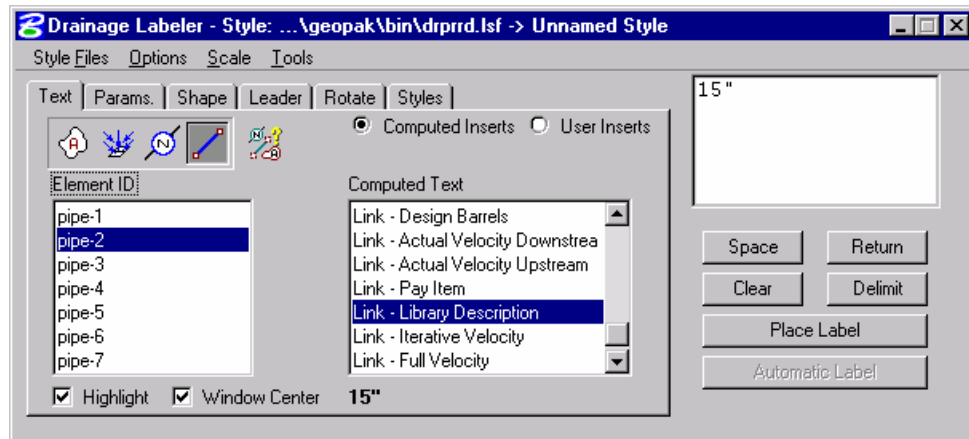 Drainage Labeler - Style: ...\geopak\bin\drprrd.lsf -> Unnamed Style
Style Files Options Scale Tools
Text Params. Shape Leader Rotate Styles
Computed Inserts User Inserts
Element ID
pipe-1
pipe-2
pipe-3
pipe-4
pipe-5
pipe-6
pipe-7
Computed Text
Link - Design Barrels
Link - Actual Velocity Downstrea
Link - Actual Velocity Upstream
Link - Pay Item
Link - Library Description
Link - Iterative Velocity
Link - Full Velocity
Highlight Window Center 15"
15"
Space Return
Clear Delimit
Place Label
Automatic Label